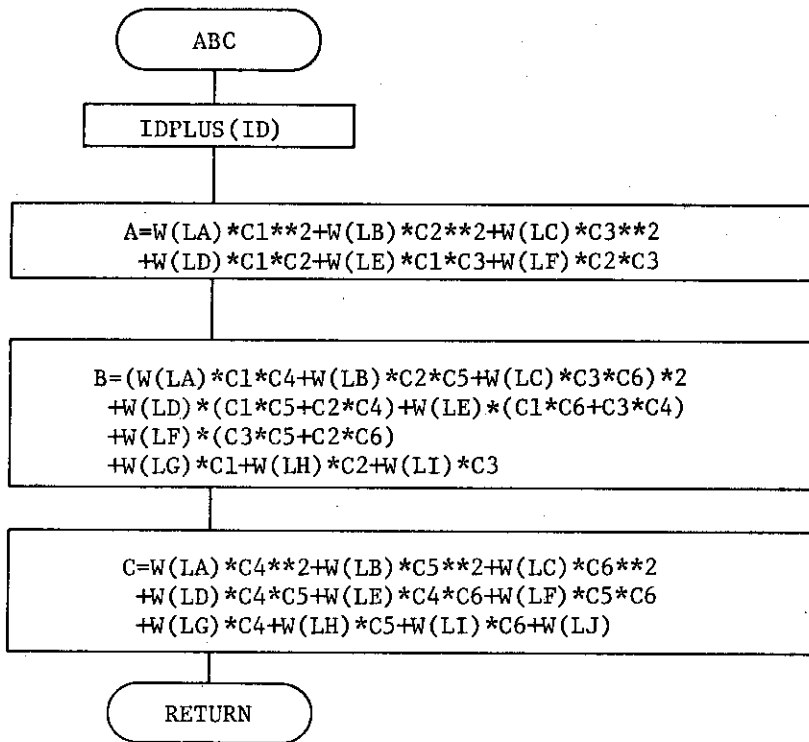 ABC
IDPLUS(ID)
A=W(LA)*C1**2+W(LB)*C2**2+W(LC)*C3**2
+W(LD)*C1*C2+W(LE)*C1*C3+W(LF)*C2*C3
B=(W(LA)*C1*C4+W(LB)*C2*C5+W(LC)*C3*C6)*2
+W(LD)*(C1*C5+C2*C4)+W(LE)*(C1*C6+C3*C4)
+W(LF)*(C3*C5+C2*C6)
+W(LG)*C1+W(LH)*C2+W(LI)*C3
C=W(LA)*C4**2+W(LB)*C5**2+W(LC)*C6**2
+W(LD)*C4*C5+W(LE)*C4*C6+W(LF)*C5*C6
+W(LG)*C4+W(LH)*C5+W(LI)*C6+W(LJ)
RETURN